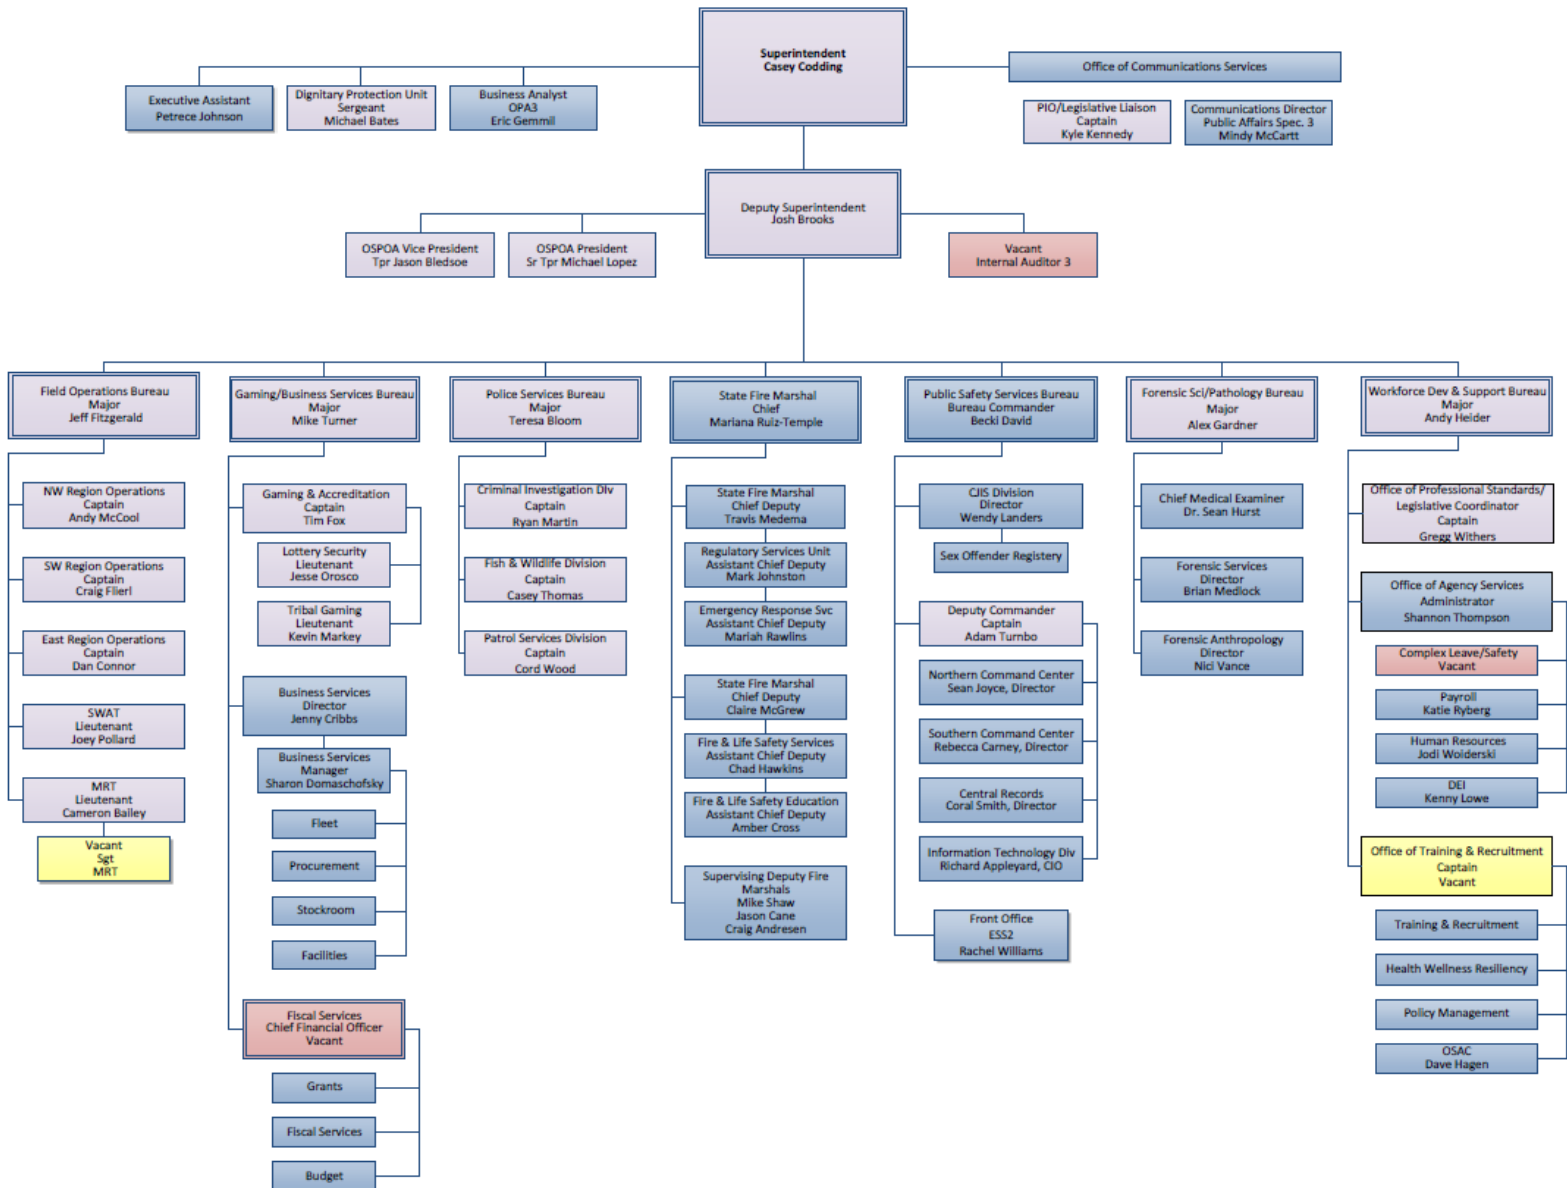 Superintendent
Casey Codding
Office of Communications Services
Executive Assistant
Petrece Johnson
Dignitary Protection Unit
Sergeant
Michael Bates
Business Analyst
OPA3
Eric Gemmil
PIO/Legislative Liaison
Captain
Kyle Kennedy
Communications Director
Public Affairs Spec. 3
Mindy McCartt
Deputy Superintendent
Josh Brooks
OSPOA Vice President
Tpr Jason Bledsoe
OSPOA President
Sr Tpr Michael Lopez
Vacant
Internal Auditor 3
Field Operations Bureau
Major
Jeff Fitzgerald
NW Region Operations
Captain
Andy McCool
SW Region Operations
Captain
Craig Flierl
East Region Operations
Captain
Dan Connor
SWAT
Lieutenant
Joey Pollard
MRT
Lieutenant
Cameron Bailey
Vacant
Sgt
MRT
Gaming/Business Services Bureau
Major
Mike Turner
Gaming & Accreditation
Captain
Tim Fox
Lottery Security
Lieutenant
Jesse Orosco
Tribal Gaming
Lieutenant
Kevin Markey
Business Services
Director
Jenny Cribbs
Business Services
Manager
Sharon Domaschofsky
Fleet
Procurement
Stockroom
Facilities
Fiscal Services
Chief Financial Officer
Vacant
Grants
Fiscal Services
Budget
Police Services Bureau
Major
Teresa Bloom
Criminal Investigation Div
Captain
Ryan Martin
Fish & Wildlife Division
Captain
Casey Thomas
Patrol Services Division
Captain
Cord Wood
State Fire Marshal
Chief
Mariana Ruiz-Temple
State Fire Marshal
Chief Deputy
Travis Medema
Regulatory Services Unit
Assistant Chief Deputy
Mark Johnston
Emergency Response Svc
Assistant Chief Deputy
Mariah Rawlins
State Fire Marshal
Chief Deputy
Claire McGrew
Fire & Life Safety Services
Assistant Chief Deputy
Chad Hawkins
Fire & Life Safety Education
Assistant Chief Deputy
Amber Cross
Supervising Deputy Fire
Marshals
Mike Shaw
Jason Cane
Craig Andresen
Public Safety Services Bureau
Bureau Commander
Becki David
CJIS Division
Director
Wendy Landers
Sex Offender Registery
Deputy Commander
Captain
Adam Turnbo
Northern Command Center
Sean Joyce, Director
Southern Command Center
Rebecca Carney, Director
Central Records
Coral Smith, Director
Information Technology Div
Richard Appleyard, CIO
Front Office
ESS2
Rachel Williams
Forensic Sci/Pathology Bureau
Major
Alex Gardner
Chief Medical Examiner
Dr. Sean Hurst
Forensic Services
Director
Brian Medlock
Forensic Anthropology
Director
Nici Vance
Workforce Dev & Support Bureau
Major
Andy Heider
Office of Professional Standards/
Legislative Coordinator
Captain
Gregg Withers
Office of Agency Services
Administrator
Shannon Thompson
Complex Leave/Safety
Vacant
Payroll
Katie Ryberg
Human Resources
Jodi Woiderski
DEI
Kenny Lowe
Office of Training & Recruitment
Captain
Vacant
Training & Recruitment
Health Wellness Resiliency
Policy Management
OSAC
Dave Hagen